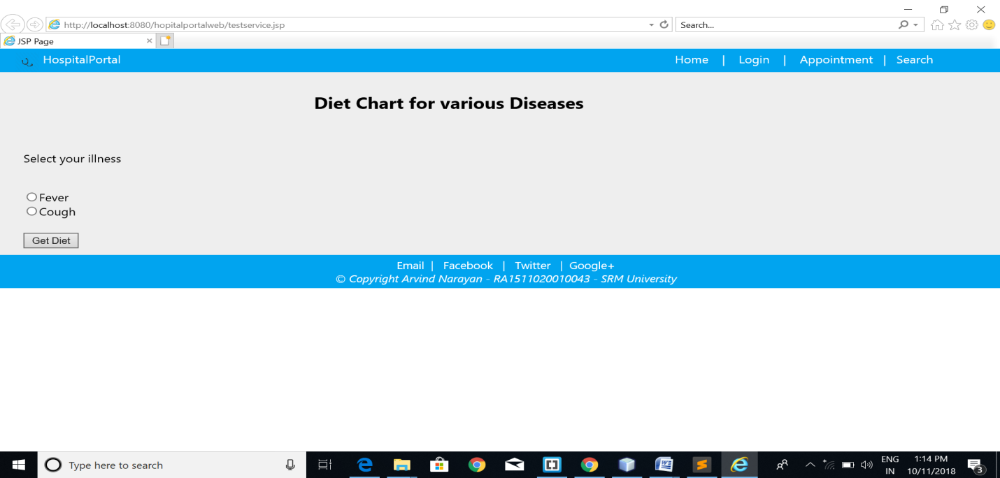 http://localhost:8080/hopitalportalweb/testservice.jsp
Search...
JSP Page
HospitalPortal
Home | Login | Appointment | Search
Diet Chart for various Diseases
Select your illness
Fever
Cough
Get Diet
Email | Facebook | Twitter | Google+
© Copyright Arvind Narayan - RA1511020010043 - SRM University
Type here to search
ENG
IN
1:14 PM
10/11/2018
3